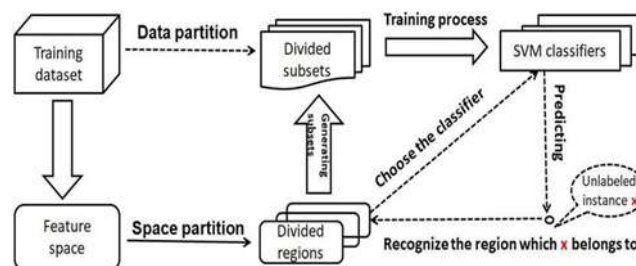 Training
dataset
Data partition
Divided
subsets
Training process
SVM classifiers
Generating
subsets
Choose the classifier
Predicting
Unlabeled
instance x
Feature
space
Space partition
Divided
regions
Recognize the region which x belongs to